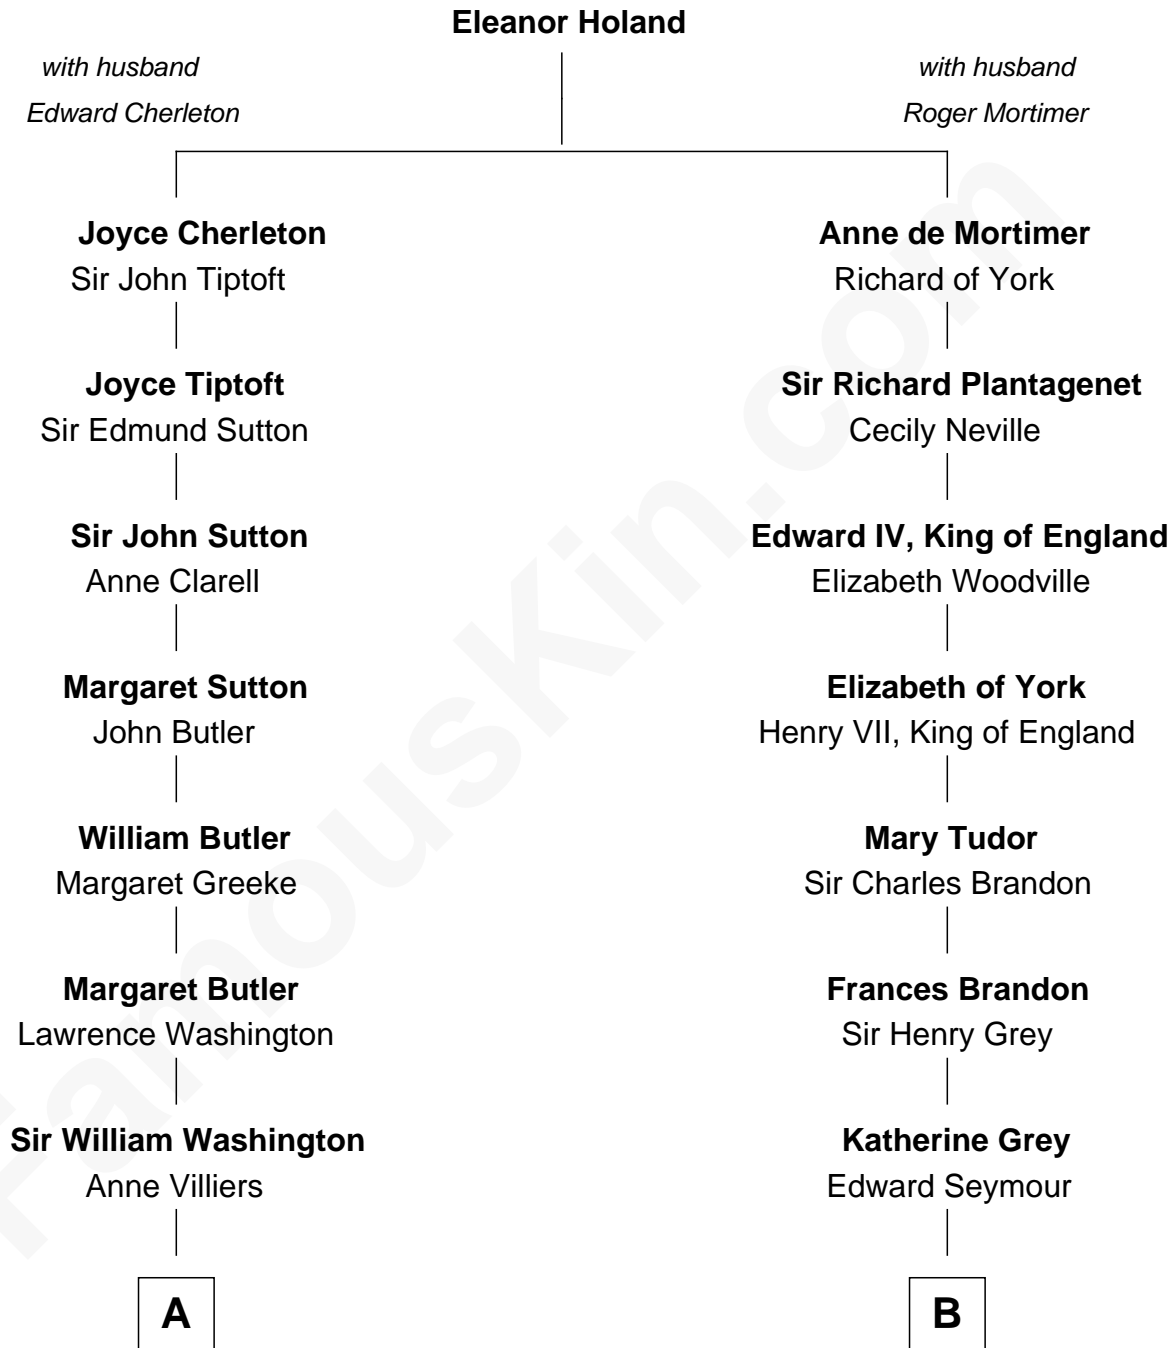 Eleanor Holand
with husband
Edward Cherleton
with husband
Roger Mortimer
Joyce Cherleton
Sir John Tiptoft
Anne de Mortimer
Richard of York
Joyce Tiptoft
Sir Edmund Sutton
Sir Richard Plantagenet
Cecily Neville
Sir John Sutton
Anne Clarell
Edward IV, King of England
Elizabeth Woodville
Margaret Sutton
John Butler
Elizabeth of York
Henry VII, King of England
William Butler
Margaret Greeke
Mary Tudor
Sir Charles Brandon
Margaret Butler
Lawrence Washington
Frances Brandon
Sir Henry Grey
Sir William Washington
Anne Villiers
Katherine Grey
Edward Seymour
A
B
FamousKin.com